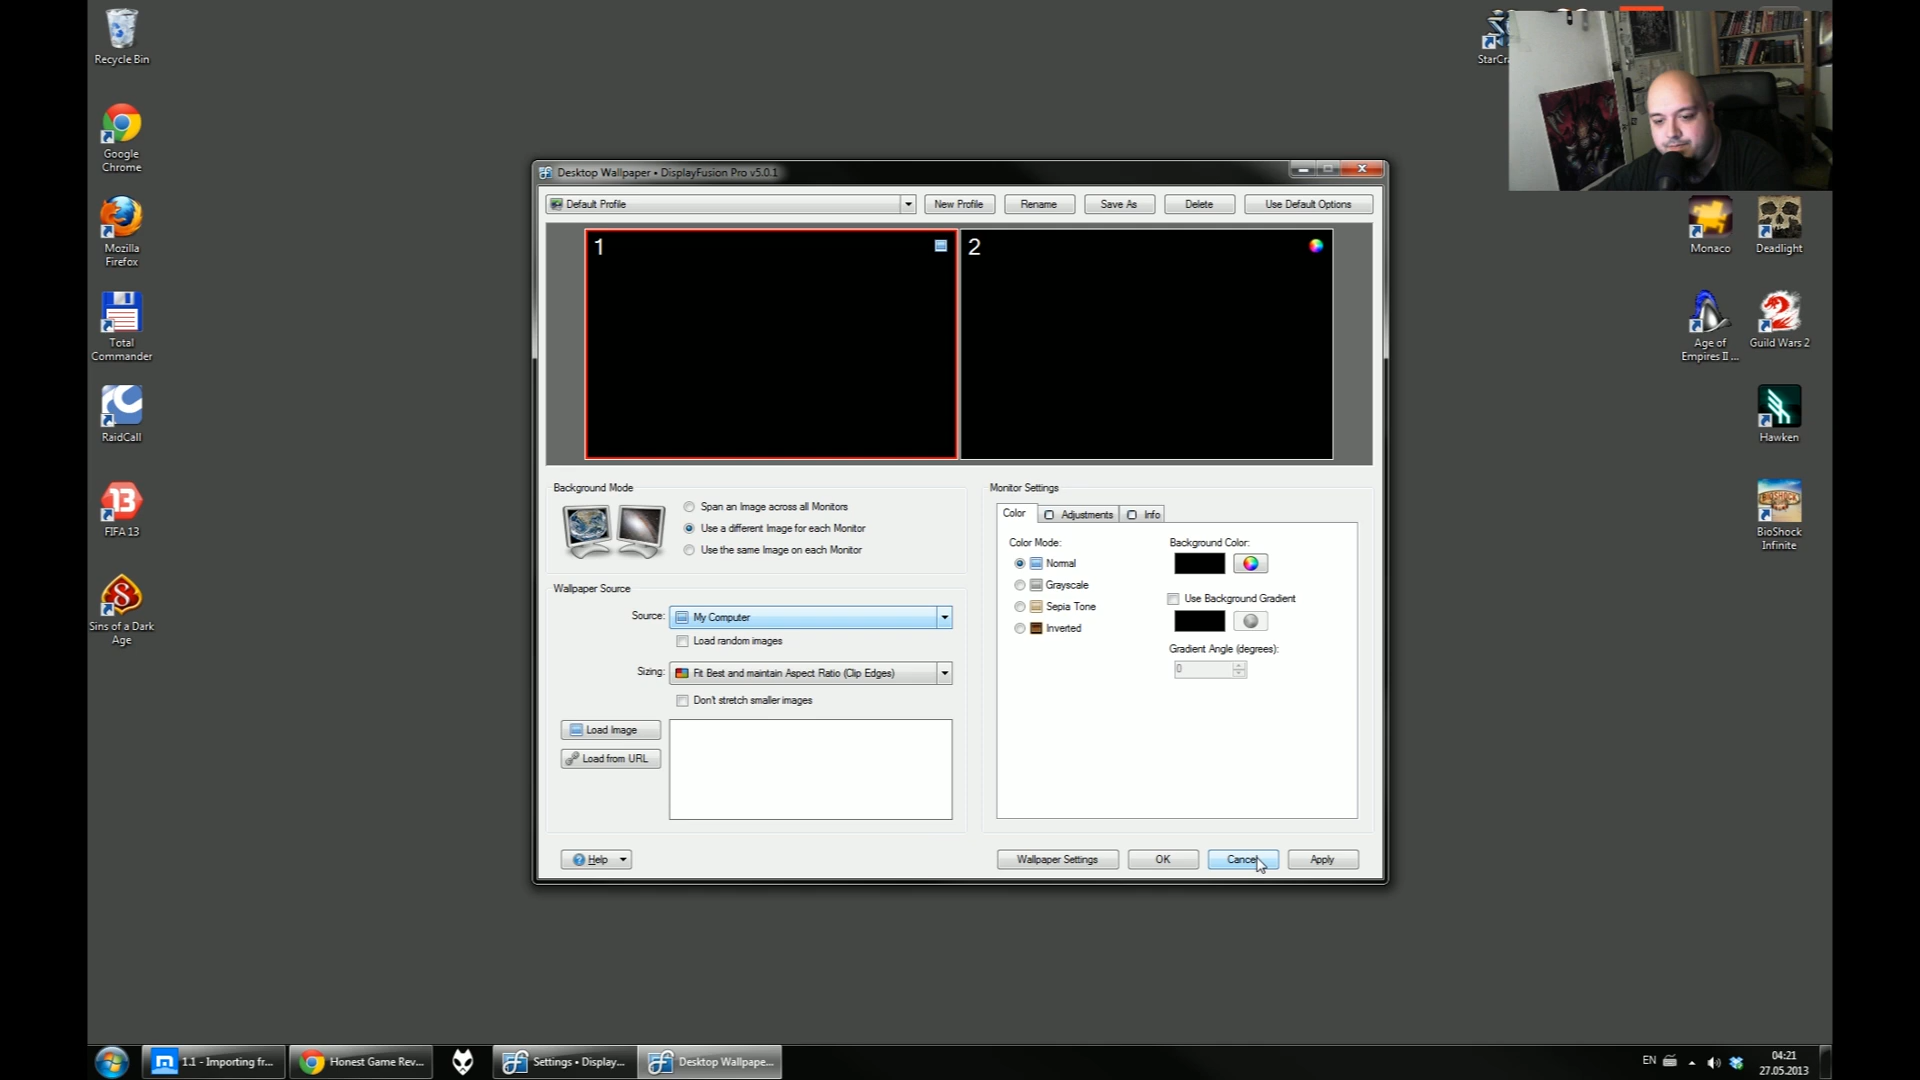 Recycle Bin
Google
Chrome
Mozilla
Firefox
Total
Commander
RaidCall
13
FIFA 13
Sins of a Dark
Age
Desktop Wallpaper • DisplayFusion Pro v5.0.1
Default Profile
New Profile
Rename
Save As
Delete
Use Default Options
1
2
Background Mode
Span an Image across all Monitors
Use a different Image for each Monitor
Use the same Image on each Monitor
Wallpaper Source
Source:
My Computer
Load random images
Sizing:
Fit Best and maintain Aspect Ratio (Clip Edges)
Don't stretch smaller images
Load Image
Load from URL
Monitor Settings
Color
Adjustments
Info
Color Mode:
Normal
Grayscale
Sepia Tone
Inverted
Background Color:
Use Background Gradient
Gradient Angle (degrees):
0
Help
Wallpaper Settings
OK
Cancel
Apply
StarCr
Monaco
Deadlight
Age of
Empires II ...
Guild Wars 2
Hawken
BIOSHOCK
BioShock
Infinite
1.1 - Importing fr...
Honest Game Rev...
Settings • Display...
Desktop Wallpape...
EN
04:21
27.05.2013